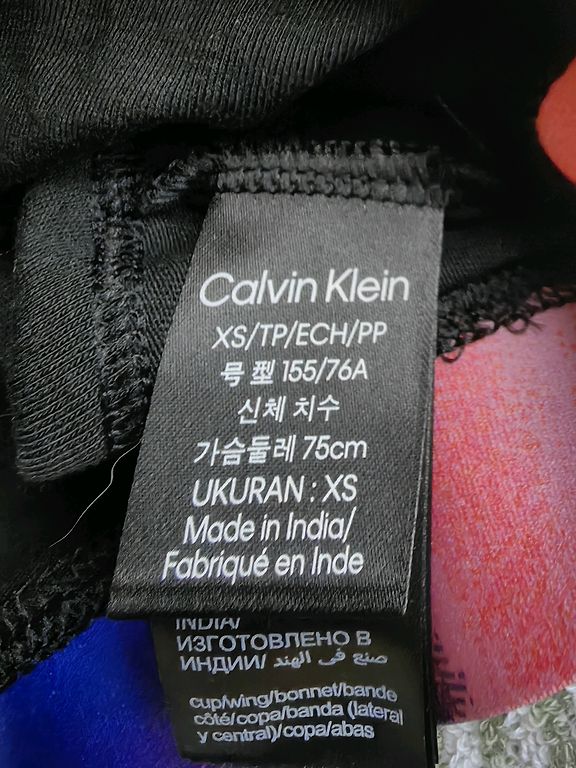 Calvin Klein
XS/TP/ECH/PP
号型 155/76A
신체 치수
가슴둘레 75cm
UKURAN : XS
Made in India/
Fabriqué en Inde
INDIA/
ИЗГОТОВЛЕНО В
ИНДИИ/ صنع في الهند
cup/wing/bonnet/bande
côté/copa/banda (lateral
y central)/copa/abas